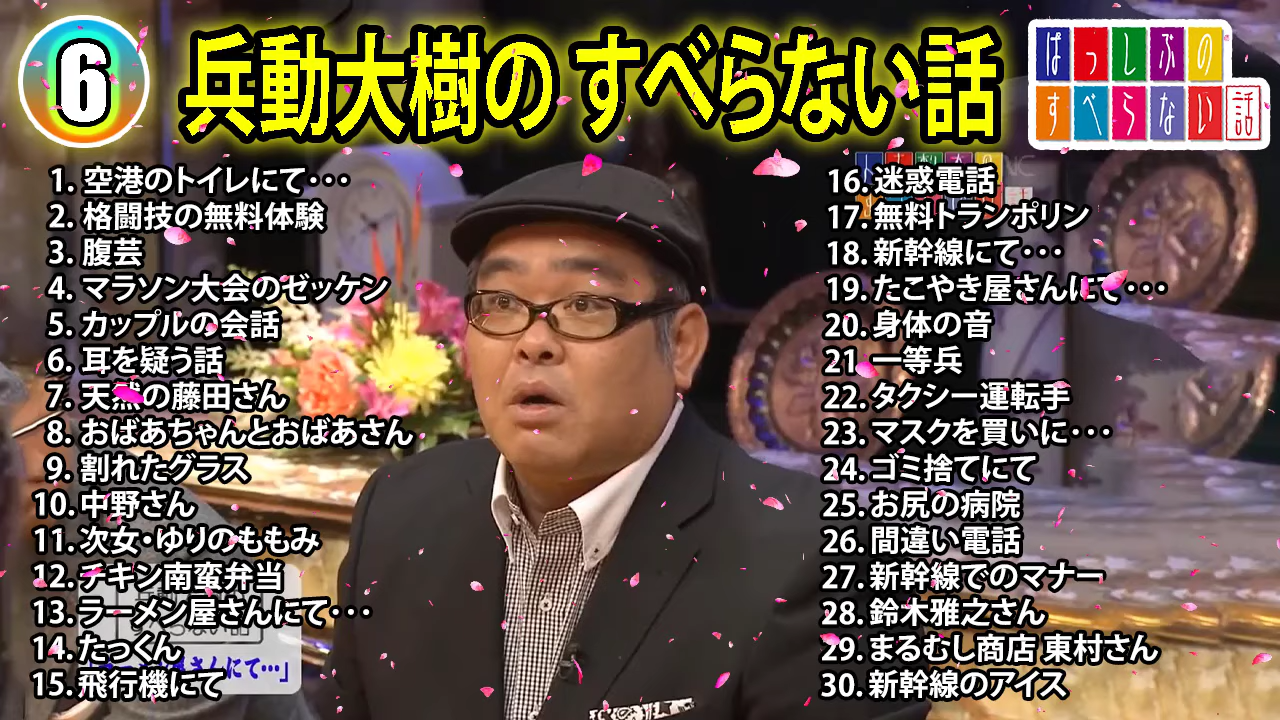 6
兵動大樹の すべらない話
ぱっしぶの
すべらない話
1. 空港のトイレにて・・・
2. 格闘技の無料体験
3. 腹芸
4. マラソン大会のゼッケン
5. カップルの会話
6. 耳を疑う話
7. 天然の藤田さん
8. おばあちゃんとおばあさん
9. 割れたグラス
10. 中野さん
11. 次女・ゆりのももみ
12. チキン南蛮弁当
13. ラーメン屋さんにて・・・
14. たっくん
15. 飛行機にて
16. 迷惑電話
17. 無料トランポリン
18. 新幹線にて・・・
19. たこやき屋さんにて・・・
20. 身体の音
21 一等兵
22. タクシー運転手
23. マスクを買いに・・・
24. ゴミ捨てにて
25. お尻の病院
26. 間違い電話
27. 新幹線でのマナー
28. 鈴木雅之さん
29. まるむし商店 東村さん
30. 新幹線のアイス